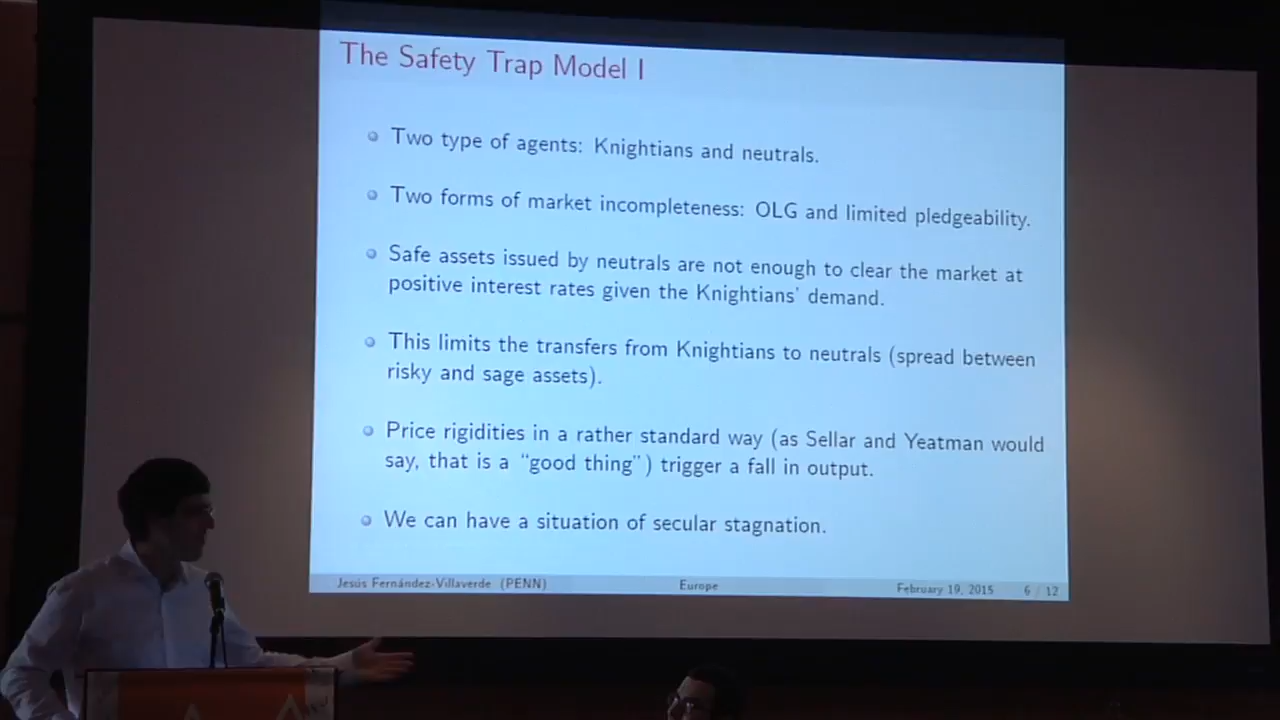 The Safety Trap Model I
Two type of agents: Knightians and neutrals.
Two forms of market incompleteness: OLG and limited pledgeability.
Safe assets issued by neutrals are not enough to clear the market at
positive interest rates given the Knightians' demand.
This limits the transfers from Knightians to neutrals (spread between
risky and sage assets).
Price rigidities in a rather standard way (as Sellar and Yeatman would
say, that is a "good thing") trigger a fall in output.
We can have a situation of secular stagnation.
Jesús Fernández-Villaverde (PENN) Europe February 19, 2015 6 / 12